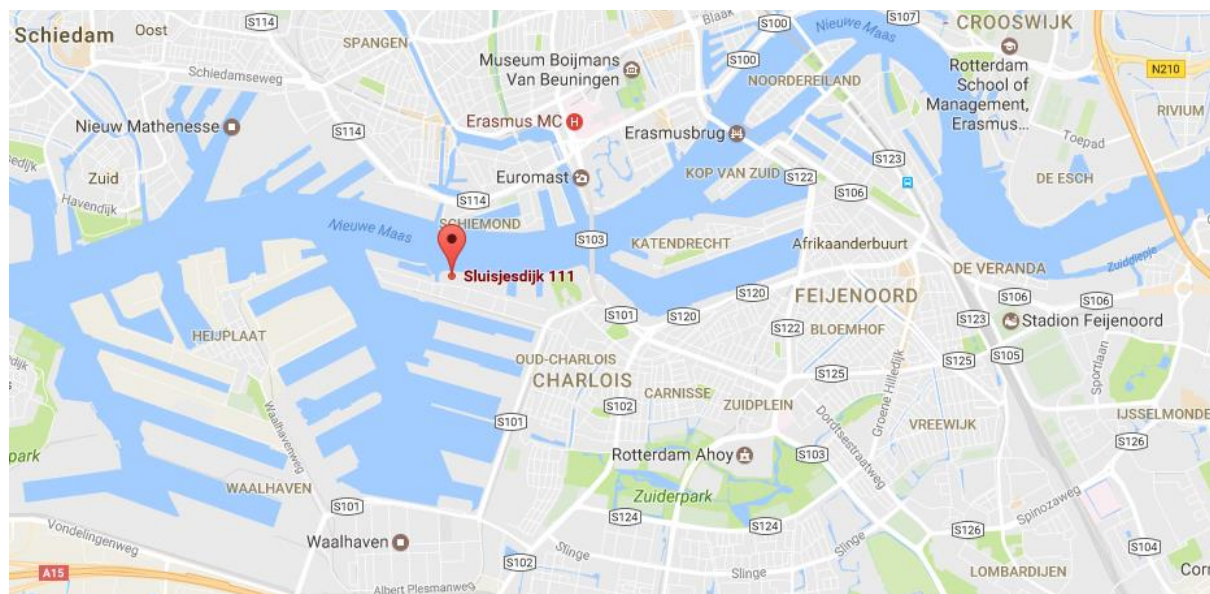 S114
S100
S107
CROOSWIJK
Schiedam
Oost
SPANGEN
Blaak
Nieuwe Maas
Museum Boijmans
Van Beuningen
S100
NOORDEREILAND
Rotterdam
School of
Management,
Erasmus...
N210
RIVIUM
Schiedamseweg
Nieuw Mathenesse
S114
Erasmus MC
H
Erasmusbrug
Toepad
Zuid
Euromast
KOP VAN ZUID
S122
S123
S106
DE ESCH
Havendijk
S114
Nieuwe Maas
SCHIEMOND
S103
KATENDRECHT
Afrikaanderbuurt
Zuiddiepje
Sluisjesdijk 111
DE VERANDA
S120
FEIJENOORD
S106
S106
HEIJPLAAT
S101
S120
S122
BLOEMHOF
S123
Stadion Feijenoord
OUD-CHARLOIS
S105
CHARLOIS
S125
S125
Sportlaan
Groene Hilledijk
CARNISSE
S102
ZUIDPLEIN
Waalhavenweg
S101
Dordtsestraatweg
VREEWIJK
IJSSELMONDE
S126
park
Rotterdam Ahoy
S103
WAALHAVEN
Zuiderpark
S101
S124
S124
Spinozaweg
Vondelingenweg
Waalhaven
Slinge
Slinge
Slinge
S126
S104
S102
A15
Albert Plesmanweg
LOMBARDIJEN